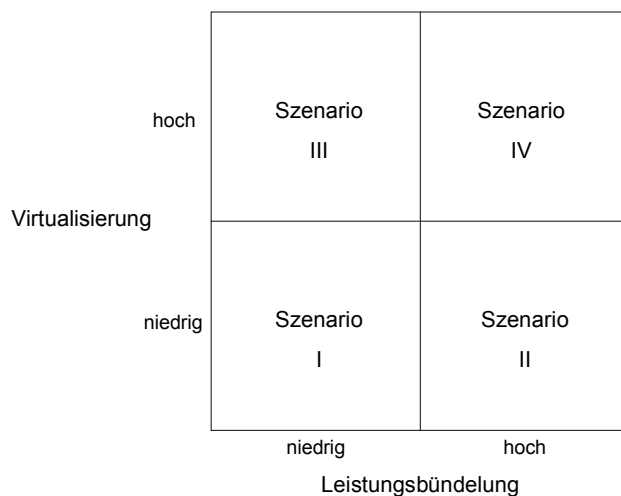 Szenario
III
Szenario
IV
hoch
Virtualisierung
niedrig
Szenario
I
Szenario
II
niedrig
hoch
Leistungsbündelung